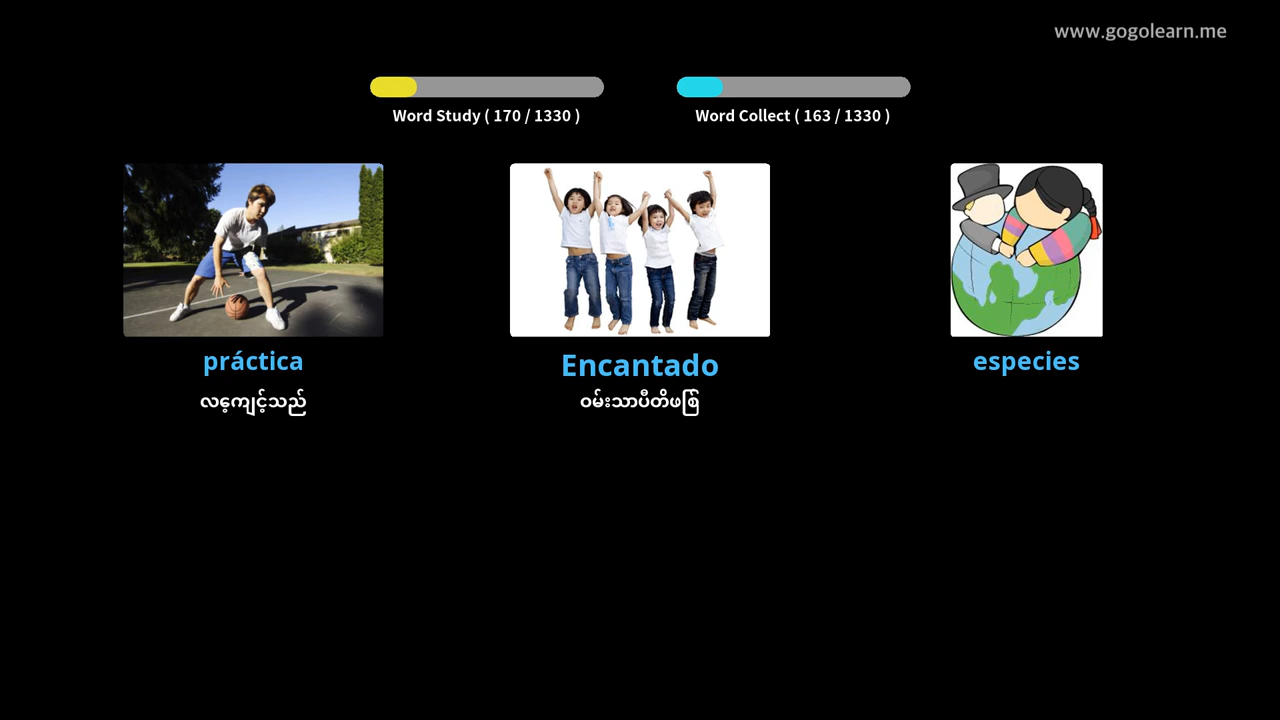 www.gogolearn.me
Word Study ( 170 / 1330 )
Word Collect ( 163 / 1330 )
práctica
Encantado
especies
လေ့ကျင့်သည်
ဝမ်းသာပီတိဖြစ်